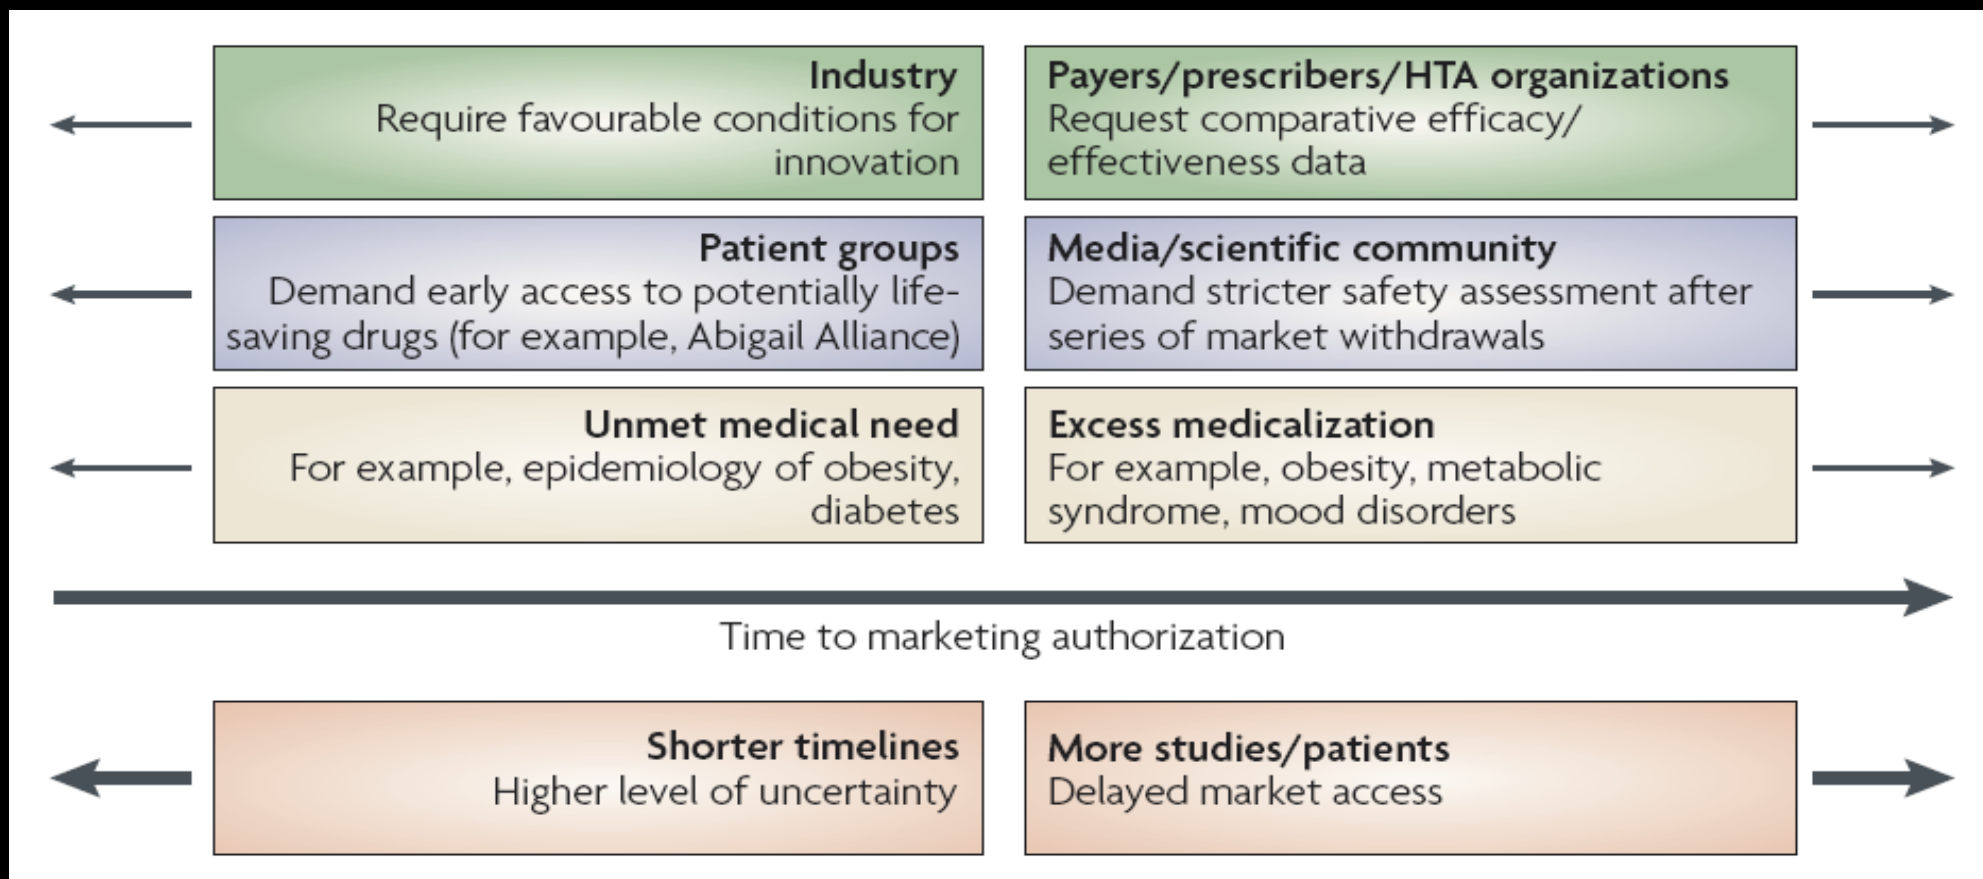 Industry
Require favourable conditions for
innovation
Payers/prescribers/HTA organizations
Request comparative efficacy/
effectiveness data
Patient groups
Demand early access to potentially life-
saving drugs (for example, Abigail Alliance)
Media/scientific community
Demand stricter safety assessment after
series of market withdrawals
Unmet medical need
For example, epidemiology of obesity,
diabetes
Excess medicalization
For example, obesity, metabolic
syndrome, mood disorders
Time to marketing authorization
Shorter timelines
Higher level of uncertainty
More studies/patients
Delayed market access